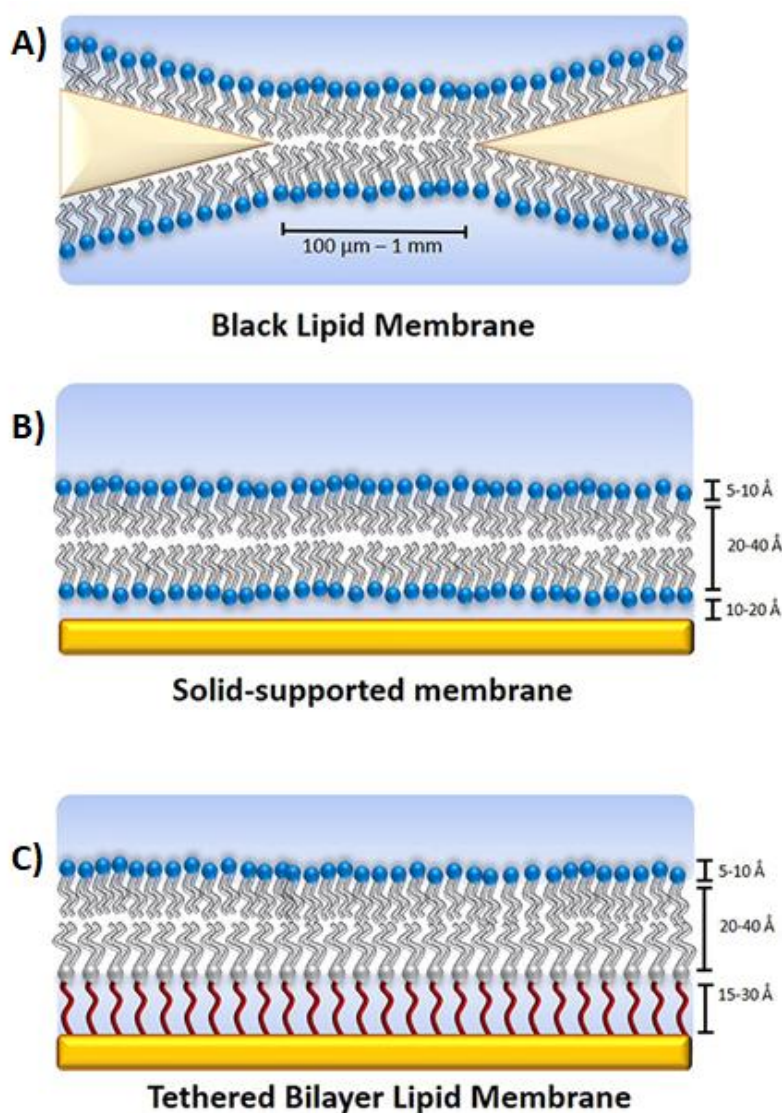 A)
100 μm – 1 mm
Black Lipid Membrane
B)
5-10 Å
20-40 Å
10-20 Å
Solid-supported membrane
C)
5-10 Å
20-40 Å
15-30 Å
Tethered Bilayer Lipid Membrane